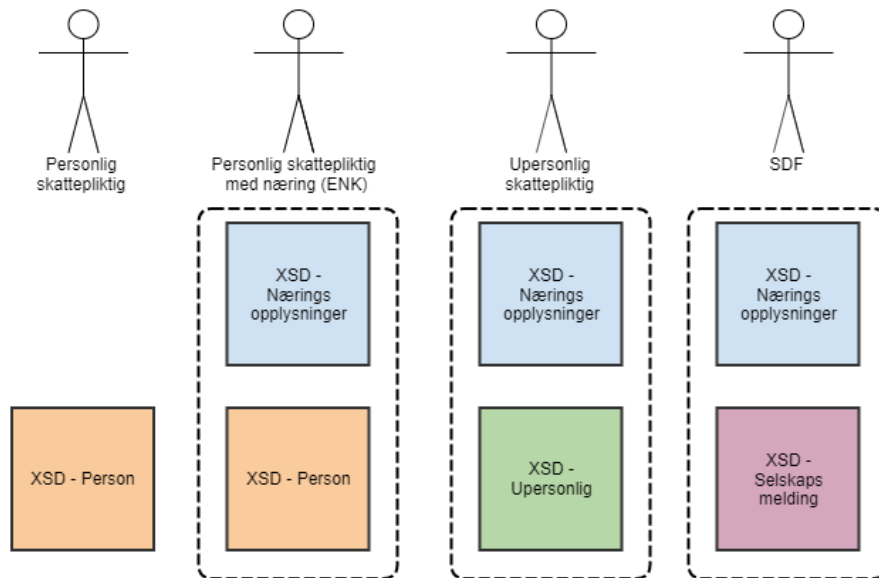 Personlig
skattepliktig
Personlig skattepliktig
med næring (ENK)
Upersonlig
skattepliktig
SDF
XSD -
Nærings
opplysninger
XSD -
Nærings
opplysninger
XSD -
Nærings
opplysninger
XSD - Person
XSD - Person
XSD -
Upersonlig
XSD -
Selskaps
melding